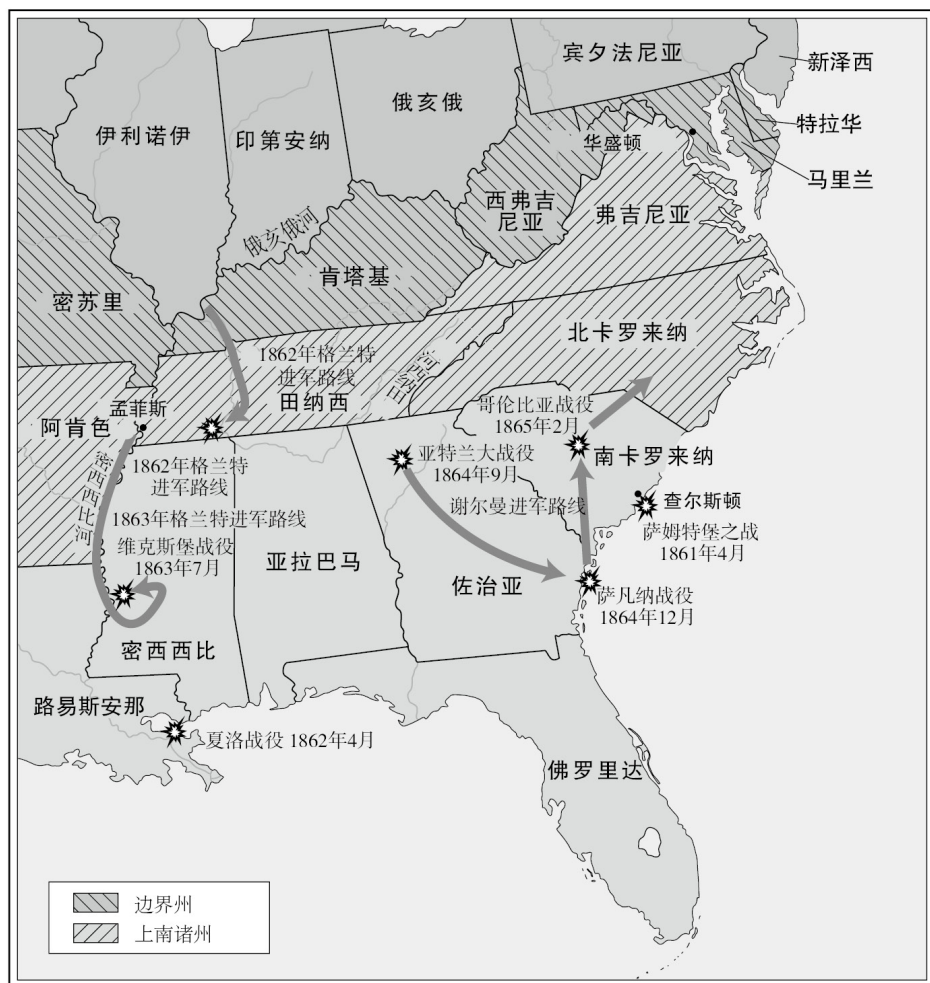 宾夕法尼亚
新泽西
俄亥俄
伊利诺伊
印第安纳
特拉华
华盛顿
马里兰
西弗吉
尼亚
弗吉尼亚
俄亥俄河
肯塔基
密苏里
北卡罗来纳
1862年格兰特
进军路线
田纳西
田纳西河
哥伦比亚战役
1865年2月
孟菲斯
阿肯色
南卡罗来纳
亚特兰大战役
1864年9月
1862年格兰特
进军路线
密西西比河
查尔斯顿
谢尔曼进军路线
1863年格兰特进军路线
萨姆特堡之战
1861年4月
维克斯堡战役
1863年7月
亚拉巴马
佐治亚
萨凡纳战役
1864年12月
密西西比
路易斯安那
夏洛战役 1862年4月
佛罗里达
边界州
上南诸州